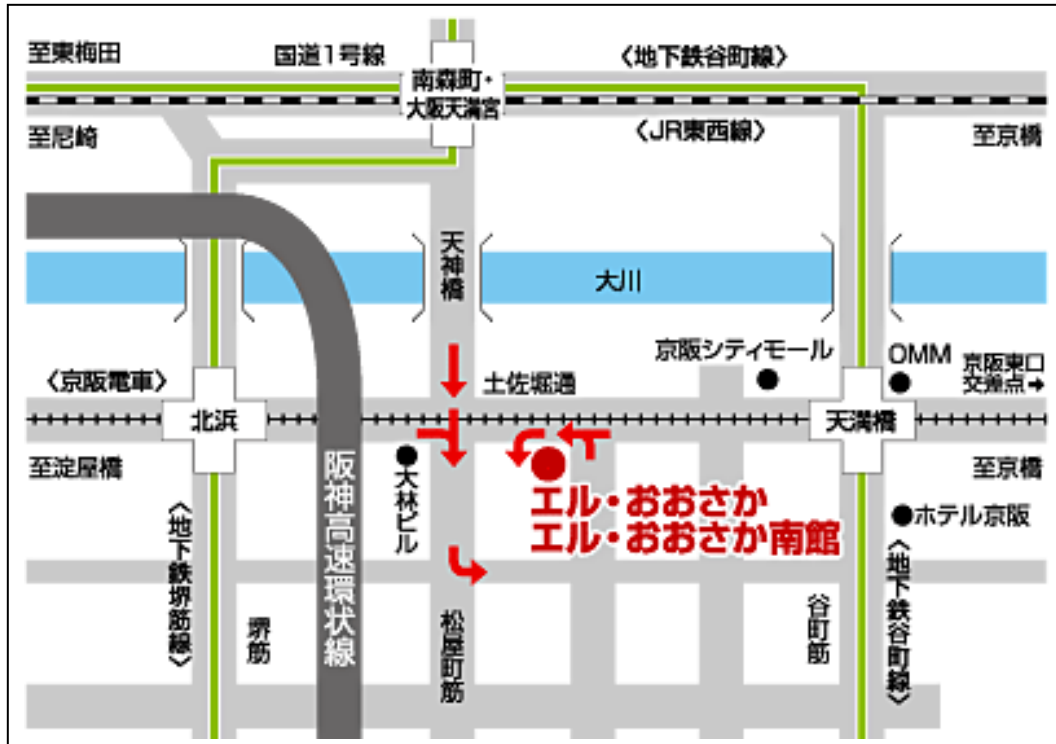 至東梅田
国道1号線
〈地下鉄谷町線〉
南森町・
大阪天満宮
至尼崎
〈JR東西線〉
至京橋
天神橋
大川
京阪シティモール
OMM
京阪東口
交差点→
〈京阪電車〉
土佐堀通
北浜
天満橋
至淀屋橋
大林ビル
阪神高速環状線
エル・おおさか
エル・おおさか南館
至京橋
ホテル京阪
〈地下鉄堺筋線〉
堺筋
松屋町筋
谷町筋
〈地下鉄谷町線〉